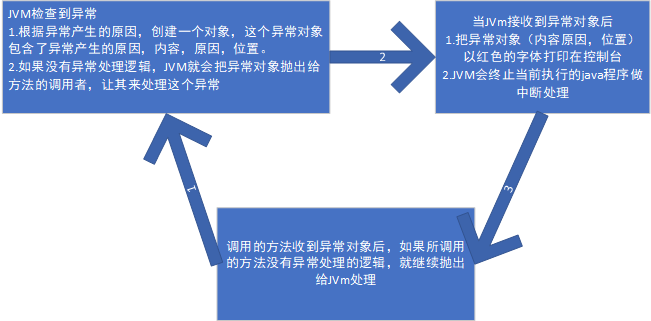 JVM检查到异常
1.根据异常产生的原因，创建一个对象，这个异常对象
包含了异常产生的原因，内容，原因，位置。
2.如果没有异常处理逻辑，JVM就会把异常对象抛出给
方法的调用者，让其来处理这个异常
2
当JVm接收到异常对象后
1.把异常对象（内容原因，位置）
以红色的字体打印在控制台
2.JVM会终止当前执行的java程序做
中断处理
1
3
调用的方法收到异常对象后，如果所调用
的方法没有异常处理的逻辑，就继续抛出
给JVm处理